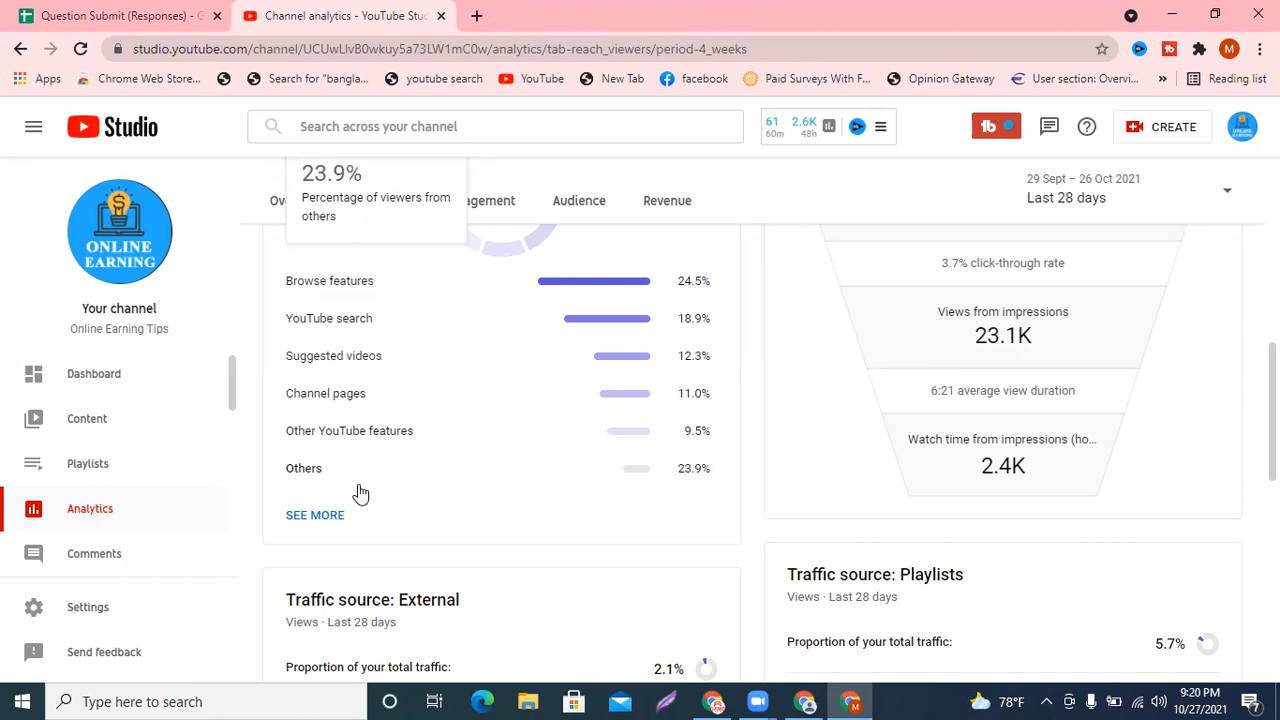 Question Submit (Responses) - G
Channel analytics - YouTube Stud
studio.youtube.com/channel/UCUwLlvB0wkuy5a73LW1mC0w/analytics/tab-reach_viewers/period-4_weeks
M
Apps
Chrome Web Store...
Search for "bangla...
youtube search
YouTube
New Tab
facebook
Paid Surveys With F...
Opinion Gateway
User section: Overvi...
»
Reading list
Studio
Search across your channel
61
60m
2.6K
48h
tb
CREATE
23.9%
Percentage of viewers from
others
Ov
agement
Audience
Revenue
29 Sept – 26 Oct 2021
Last 28 days
ONLINE
EARNING
Your channel
Online Earning Tips
Dashboard
Content
Playlists
Analytics
Comments
Settings
Send feedback
Browse features 24.5%
YouTube search 18.9%
Suggested videos 12.3%
Channel pages 11.0%
Other YouTube features 9.5%
Others 23.9%
SEE MORE
3.7% click-through rate
Views from impressions
23.1K
6:21 average view duration
Watch time from impressions (ho...
2.4K
Traffic source: External
Views · Last 28 days
Proportion of your total traffic: 2.1%
Traffic source: Playlists
Views · Last 28 days
Proportion of your total traffic: 5.7%
Type here to search
78°F
9:20 PM
10/27/2021
7